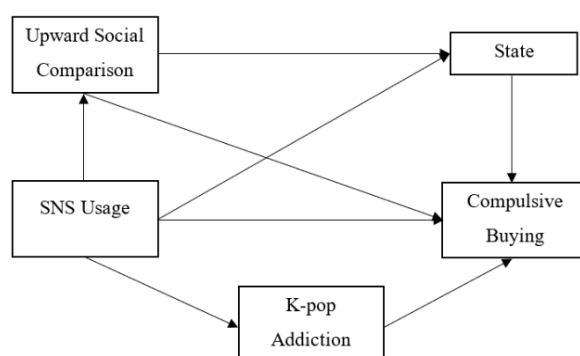 Upward Social
Comparison
State
SNS Usage
Compulsive
Buying
K-pop
Addiction